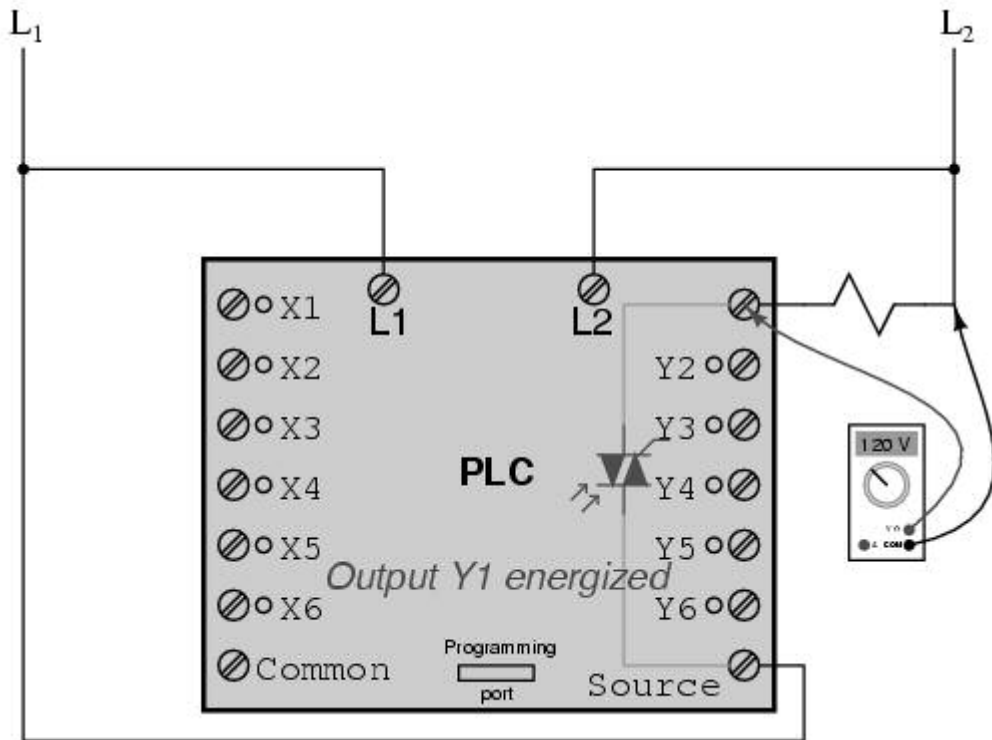 L1
L2
X1
L1
L2
X2
Y2
X3
Y3
120 V
X4
PLC
Y4
V Ω
A COM
X5
Y5
Output Y1 energized
X6
Y6
Programming
port
Common
Source